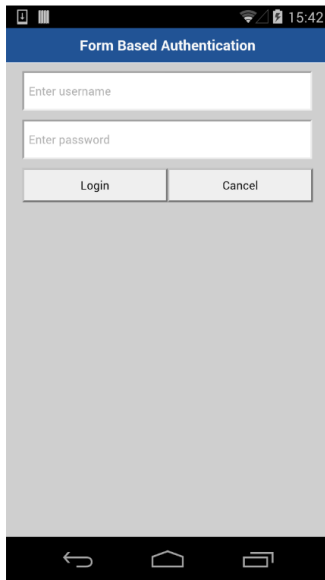 15:42
Form Based Authentication
Enter username
Enter password
Login Cancel